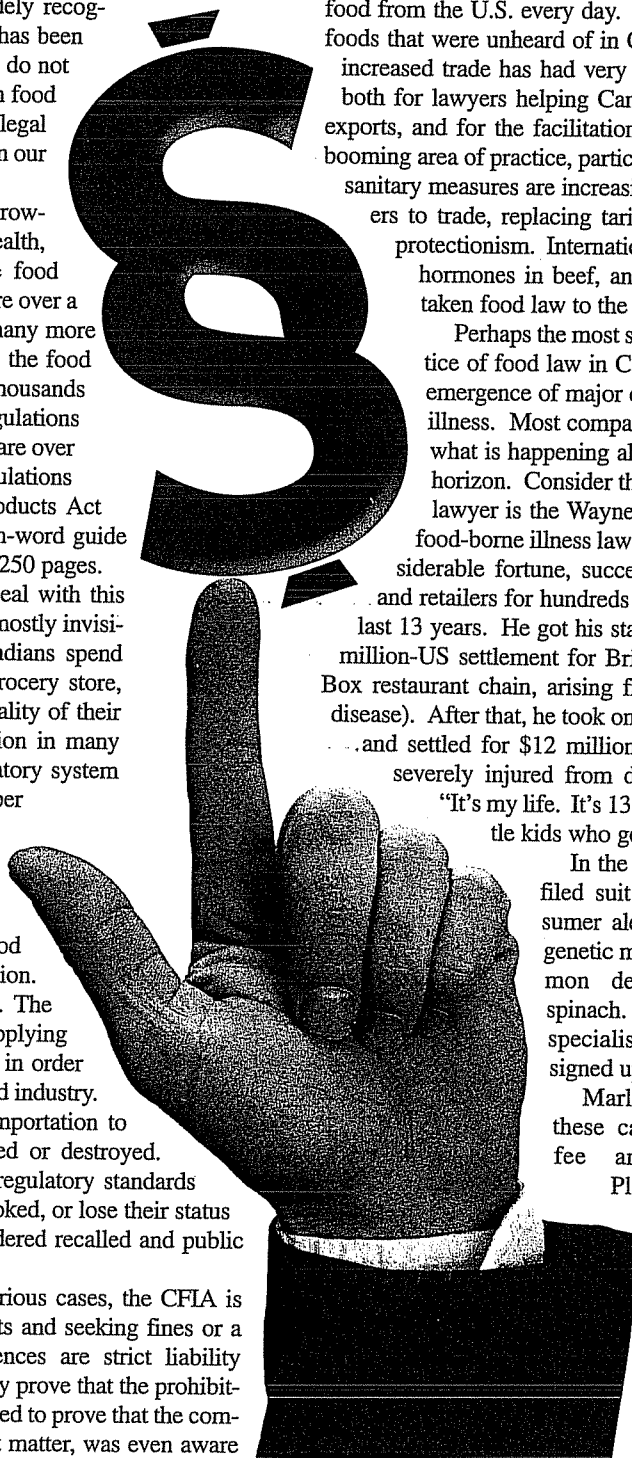 dely recog-
has been
do not
n food
legal
n our
row-
ealth,
e food
re over a
many more
the food
housands
gulations
are over
ulations
oducts Act
n-word guide
250 pages.
eal with this
mostly invisi-
adians spend
rocery store,
ality of their
ion in many
atory system
per
od
ion.
. The
pplying
in order
d industry.
mportation to
ed or destroyed.
regulatory standards
oked, or lose their status
dered recalled and public
rious cases, the CFIA is
ts and seeking fines or a
ences are strict liability
y prove that the prohibit-
ed to prove that the com-
t matter, was even aware
§
food from the U.S. every day.
foods that were unheard of in C
increased trade has had very
both for lawyers helping Can
exports, and for the facilitation
booming area of practice, partic
sanitary measures are increasi
ers to trade, replacing tari
protectionism. Internatio
hormones in beef, an
taken food law to the
Perhaps the most s
tice of food law in C
emergence of major c
illness. Most compa
what is happening al
horizon. Consider th
lawyer is the Wayne
food-borne illness law
siderable fortune, succe
and retailers for hundreds
last 13 years. He got his sta
million-US settlement for Bri
Box restaurant chain, arising f
disease). After that, he took on
and settled for $12 million
severely injured from d
“It’s my life. It’s 13
tle kids who ge
In the
filed suit
sumer ale
genetic m
mon de
spinach.
specialis
signed u
Marl
these ca
fee an
Pl